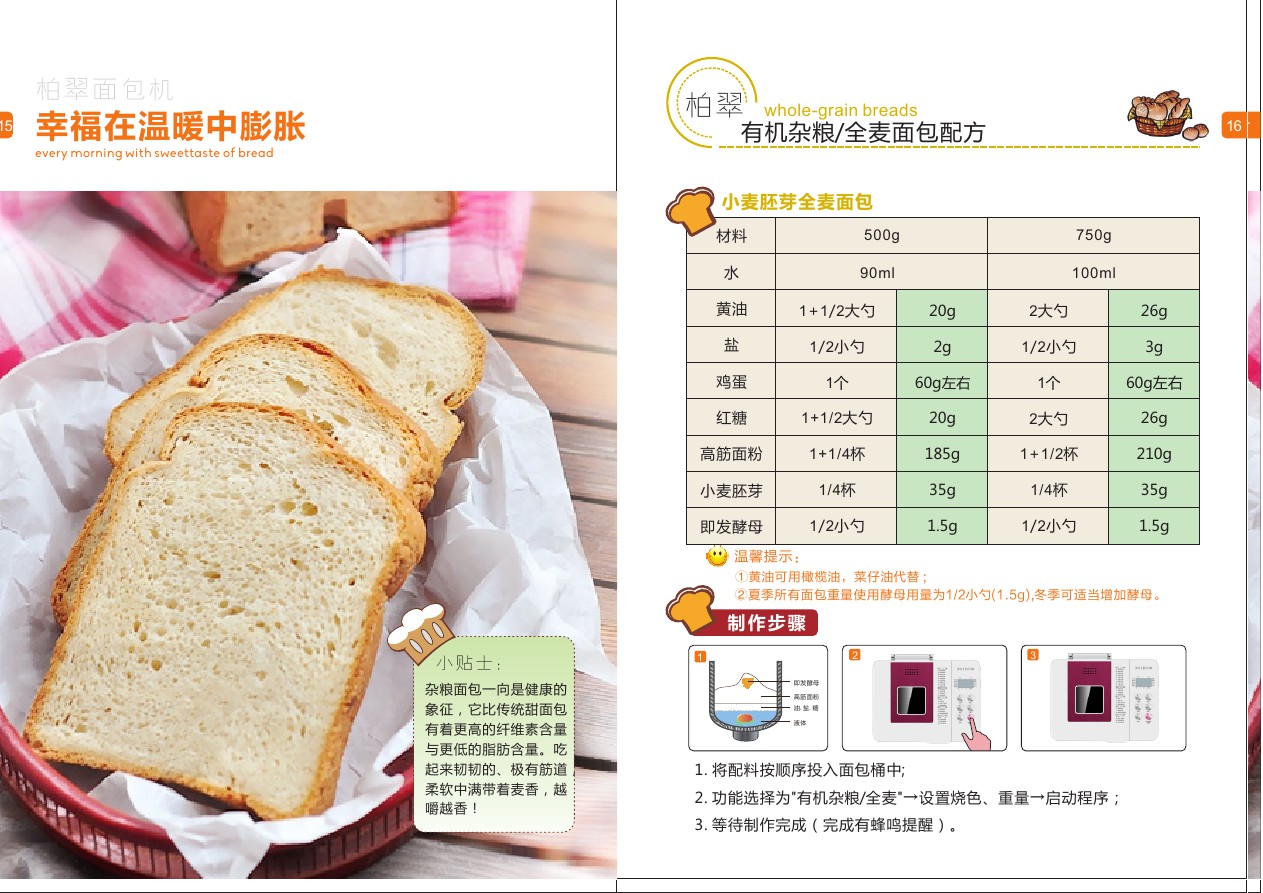 柏翠面包机
15
幸福在温暖中膨胀
every morning with sweettaste of bread
小贴士：
杂粮面包一向是健康的
象征，它比传统甜面包
有着更高的纤维素含量
与更低的脂肪含量。吃
起来韧韧的、极有筋道
柔软中满带着麦香，越
嚼越香！
柏翠
whole-grain breads
有机杂粮/全麦面包配方
16
小麦胚芽全麦面包
材料 500g 750g
水 90ml 100ml
黄油 1+1/2大勺 20g 2大勺 26g
盐 1/2小勺 2g 1/2小勺 3g
鸡蛋 1个 60g左右 1个 60g左右
红糖 1+1/2大勺 20g 2大勺 26g
高筋面粉 1+1/4杯 185g 1+1/2杯 210g
小麦胚芽 1/4杯 35g 1/4杯 35g
即发酵母 1/2小勺 1.5g 1/2小勺 1.5g
温馨提示：
①黄油可用橄榄油，菜仔油代替；
②夏季所有面包重量使用酵母用量为1/2小勺(1.5g),冬季可适当增加酵母。
制作步骤
1
即发酵母
高筋面粉
油. 盐. 糖
液体
2
3
1. 将配料按顺序投入面包桶中;
2. 功能选择为"有机杂粮/全麦"→设置烧色、重量→启动程序；
3. 等待制作完成（完成有蜂鸣提醒）。